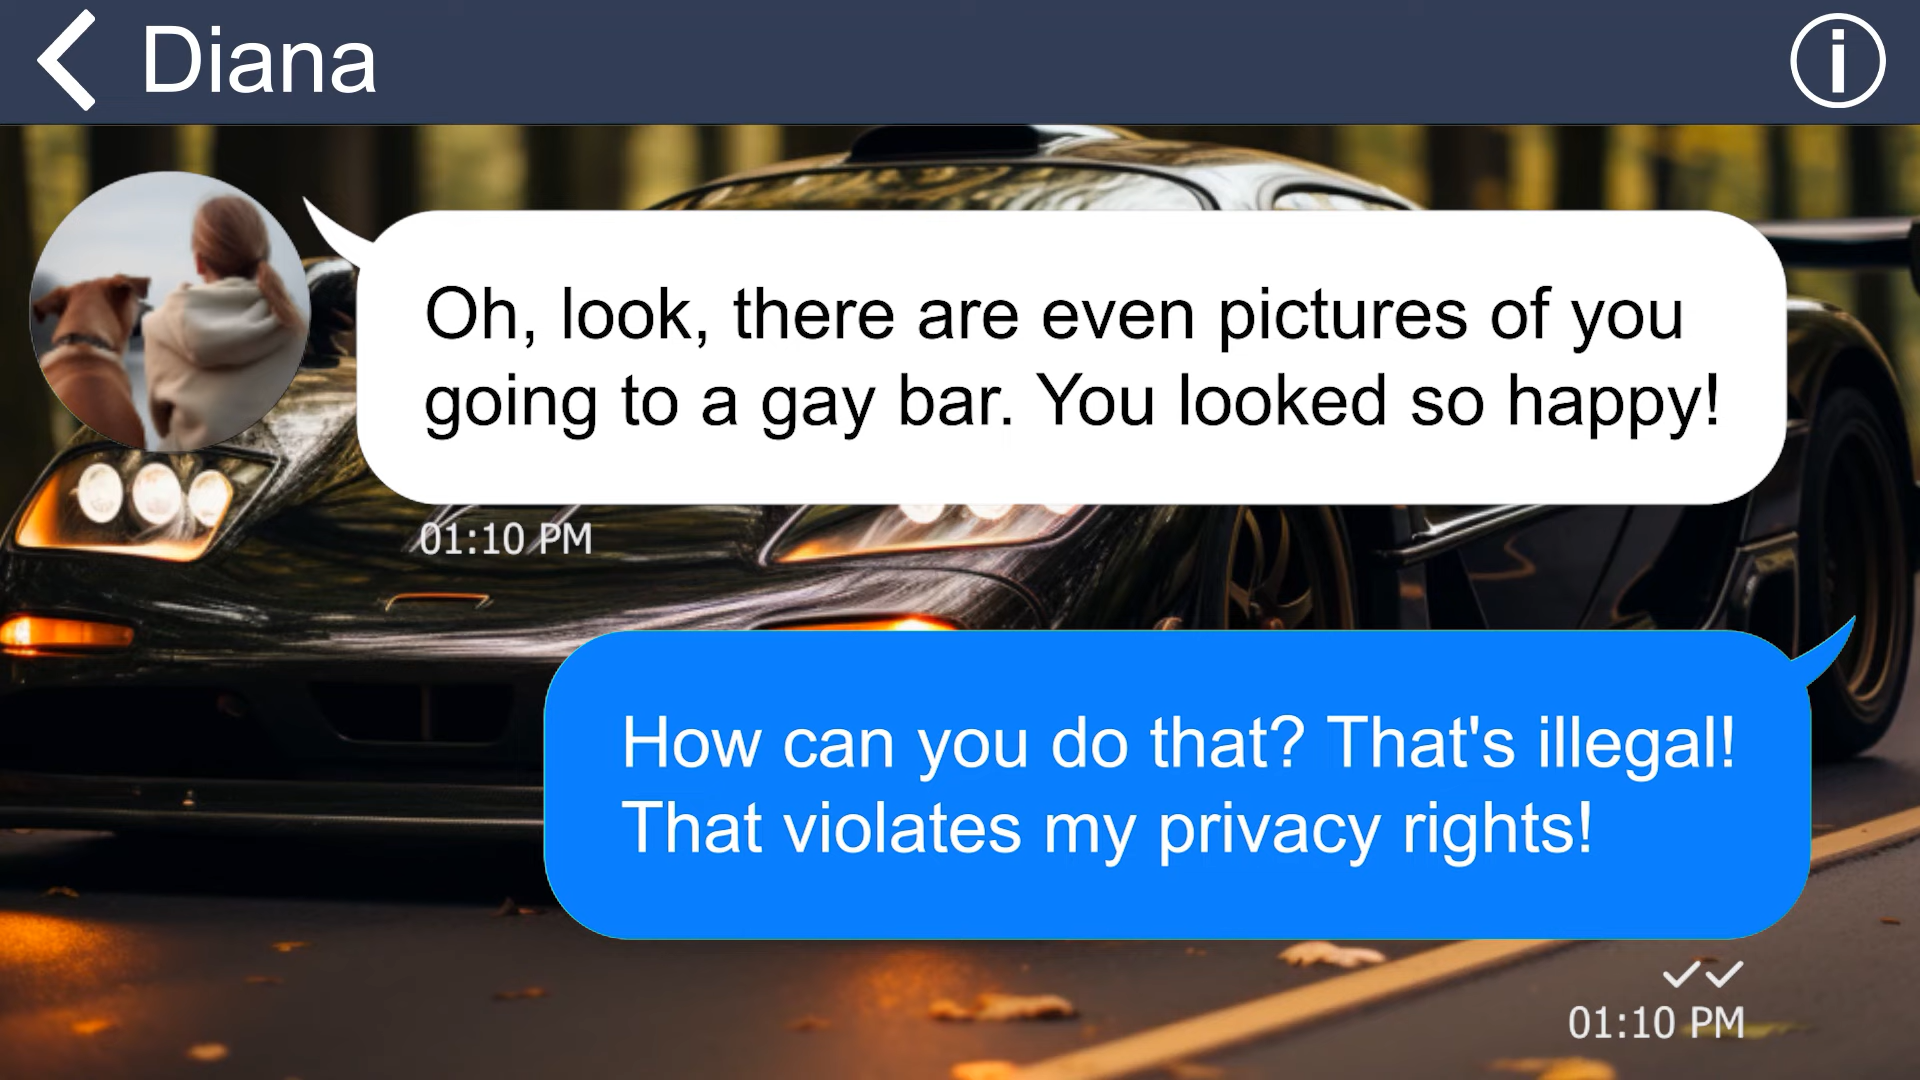 Diana
Oh, look, there are even pictures of you
going to a gay bar. You looked so happy!
01:10 PM
How can you do that? That's illegal!
That violates my privacy rights!
01:10 PM